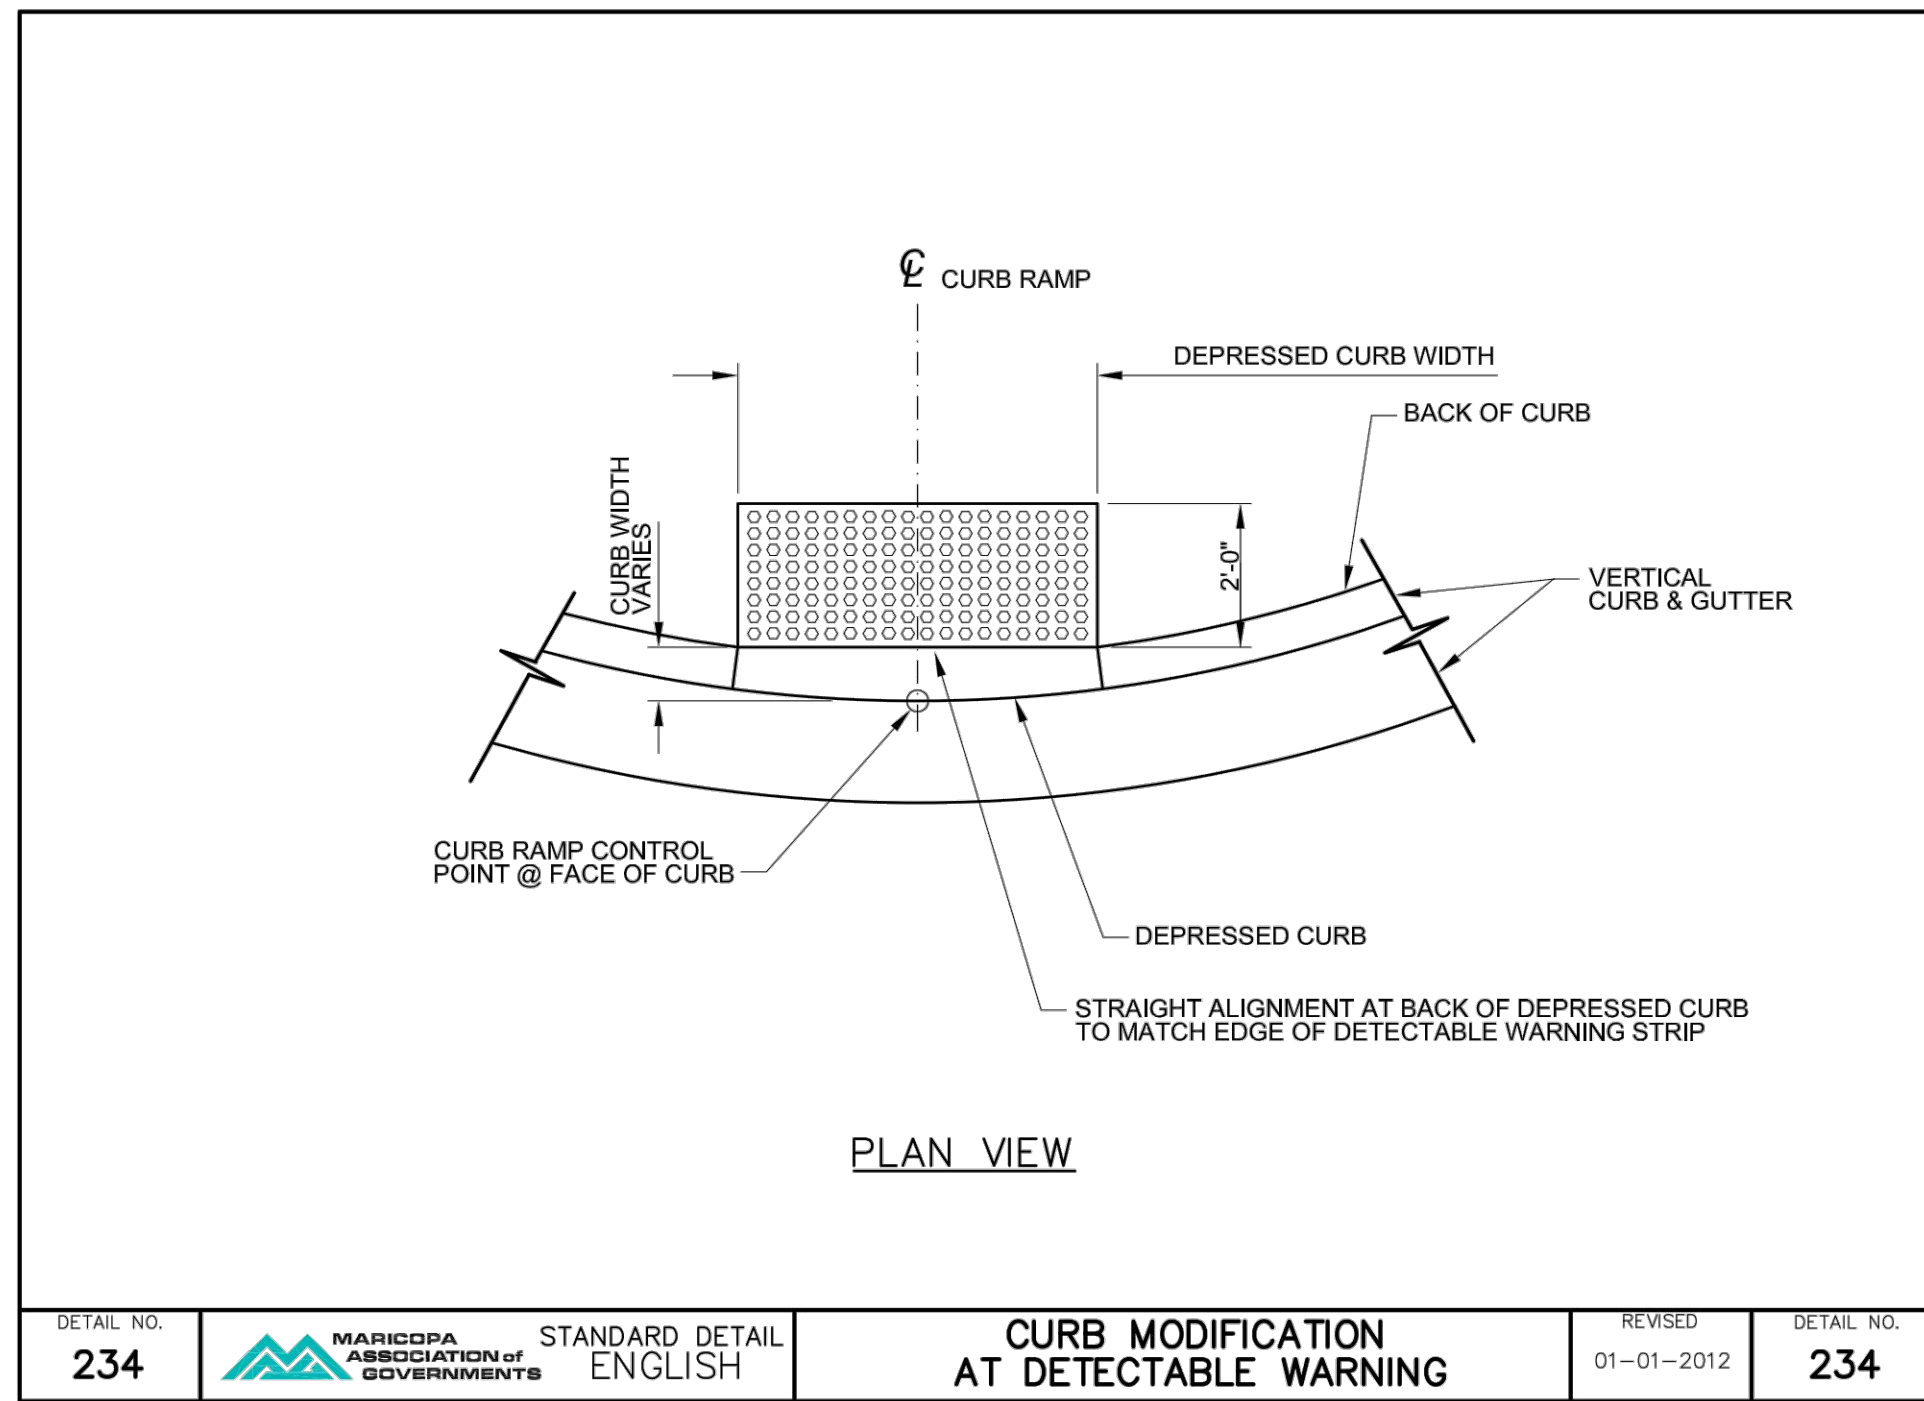 ℄ CURB RAMP
DEPRESSED CURB WIDTH
BACK OF CURB
CURB WIDTH
VARIES
2'-0"
VERTICAL
CURB & GUTTER
CURB RAMP CONTROL
POINT @ FACE OF CURB
DEPRESSED CURB
STRAIGHT ALIGNMENT AT BACK OF DEPRESSED CURB
TO MATCH EDGE OF DETECTABLE WARNING STRIP
PLAN VIEW
DETAIL NO.
234
MARICOPA
ASSOCIATION of
GOVERNMENTS
STANDARD DETAIL
ENGLISH
CURB MODIFICATION
AT DETECTABLE WARNING
REVISED
01-01-2012
DETAIL NO.
234